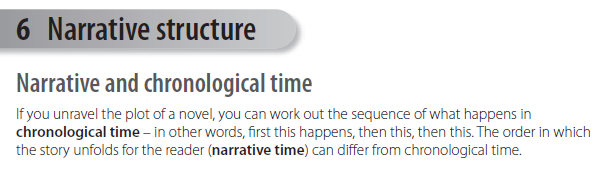 6 Narrative structure
Narrative and chronological time
If you unravel the plot of a novel, you can work out the sequence of what happens in
chronological time – in other words, first this happens, then this, then this. The order in which
the story unfolds for the reader (narrative time) can differ from chronological time.